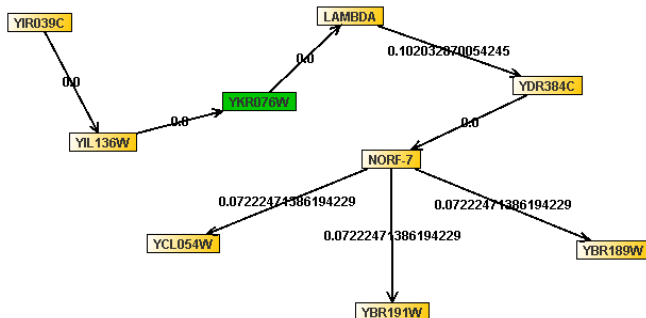 YIR039C
LAMBDA
0.102032870054245
0.0
0.0
YDR384C
YKR076W
0.0
0.0
YIL136W
NORF-7
0.07222471386194229
0.07222471386194229
0.07222471386194229
YCL054W
YBR189W
YBR191W